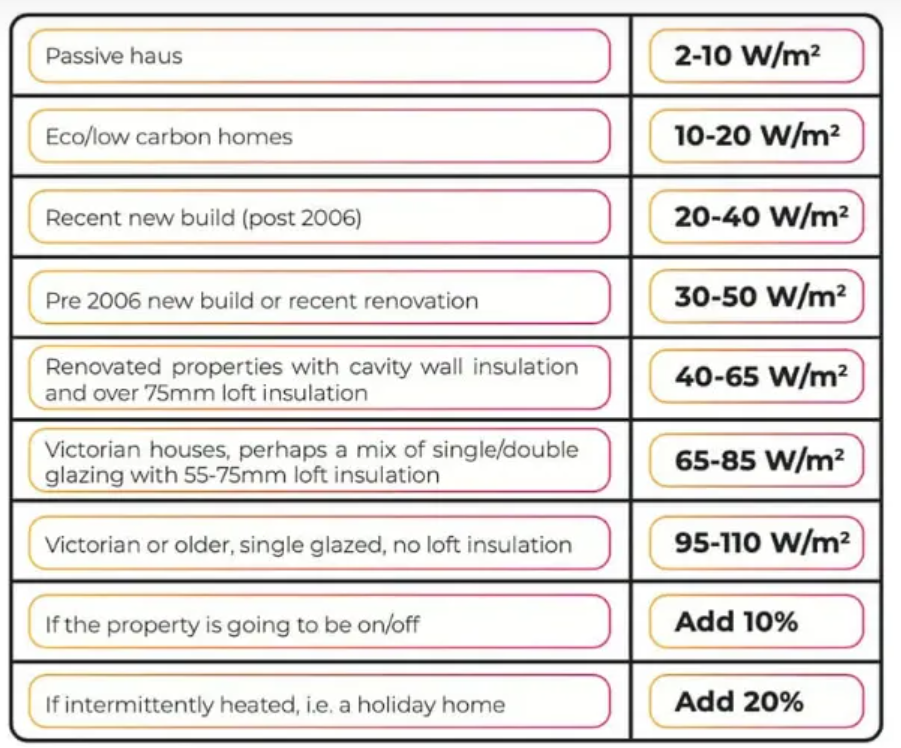 Passive haus
2-10 W/m²
Eco/low carbon homes
10-20 W/m²
Recent new build (post 2006)
20-40 W/m²
Pre 2006 new build or recent renovation
30-50 W/m²
Renovated properties with cavity wall insulation
and over 75mm loft insulation
40-65 W/m²
Victorian houses, perhaps a mix of single/double
glazing with 55-75mm loft insulation
65-85 W/m²
Victorian or older, single glazed, no loft insulation
95-110 W/m²
If the property is going to be on/off
Add 10%
If intermittently heated, i.e. a holiday home
Add 20%